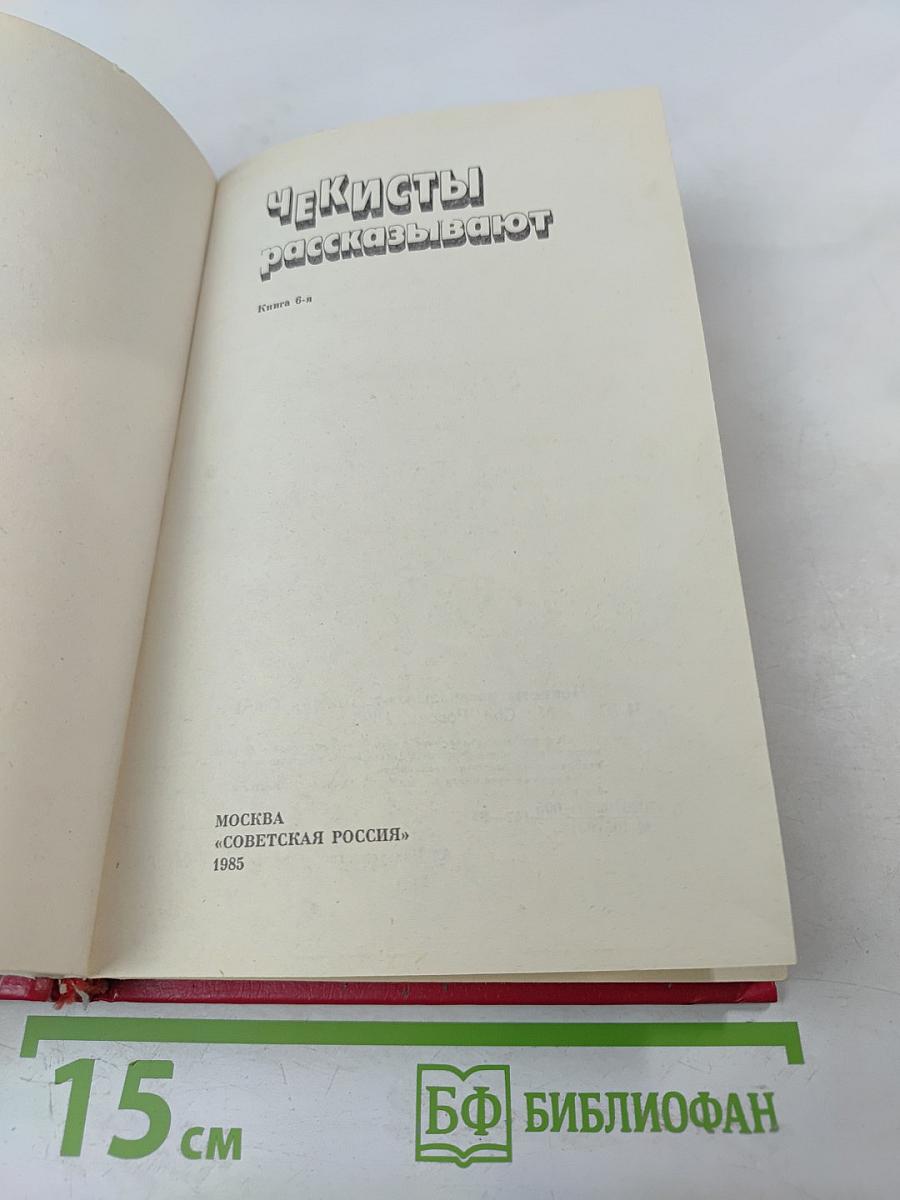 ЧЕКИСТЫ
рассказывают
Книга 6-я
МОСКВА
«СОВЕТСКАЯ РОССИЯ»
1985
15 см
БФ БИБЛИОФАН